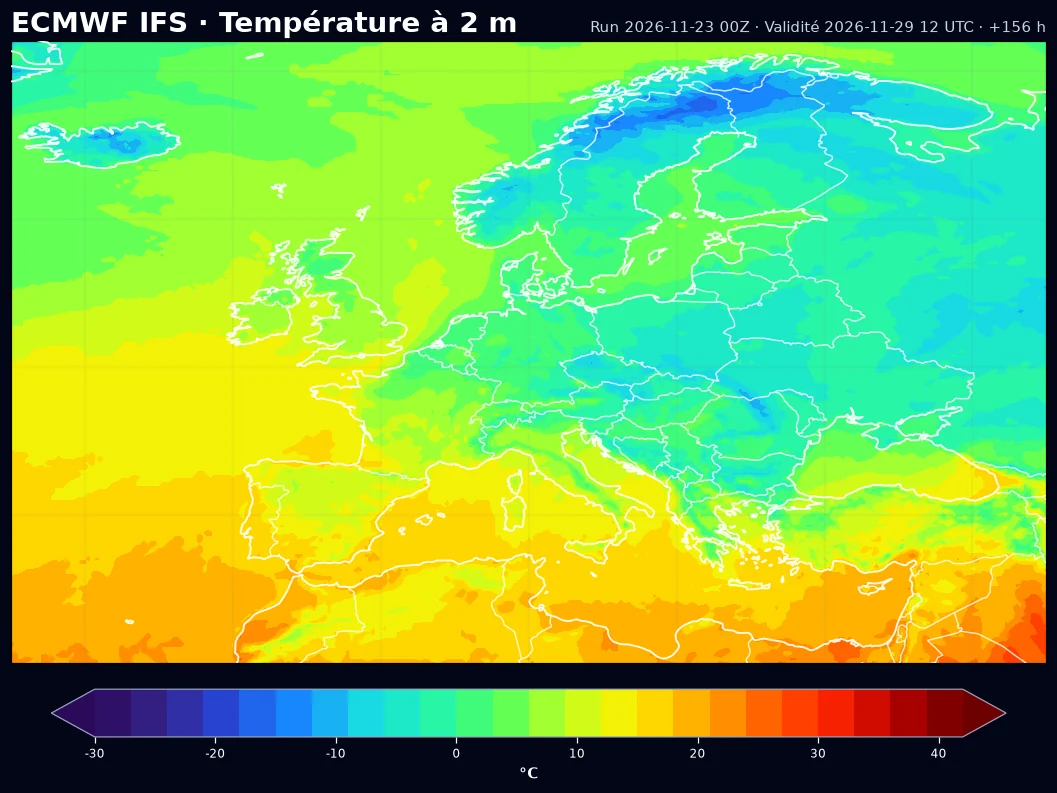 ECMWF IFS · Température à 2 m
Run 2026-11-23 00Z · Validité 2026-11-29 12 UTC · +156 h
-30 -20 -10 0 10 20 30 40
°C